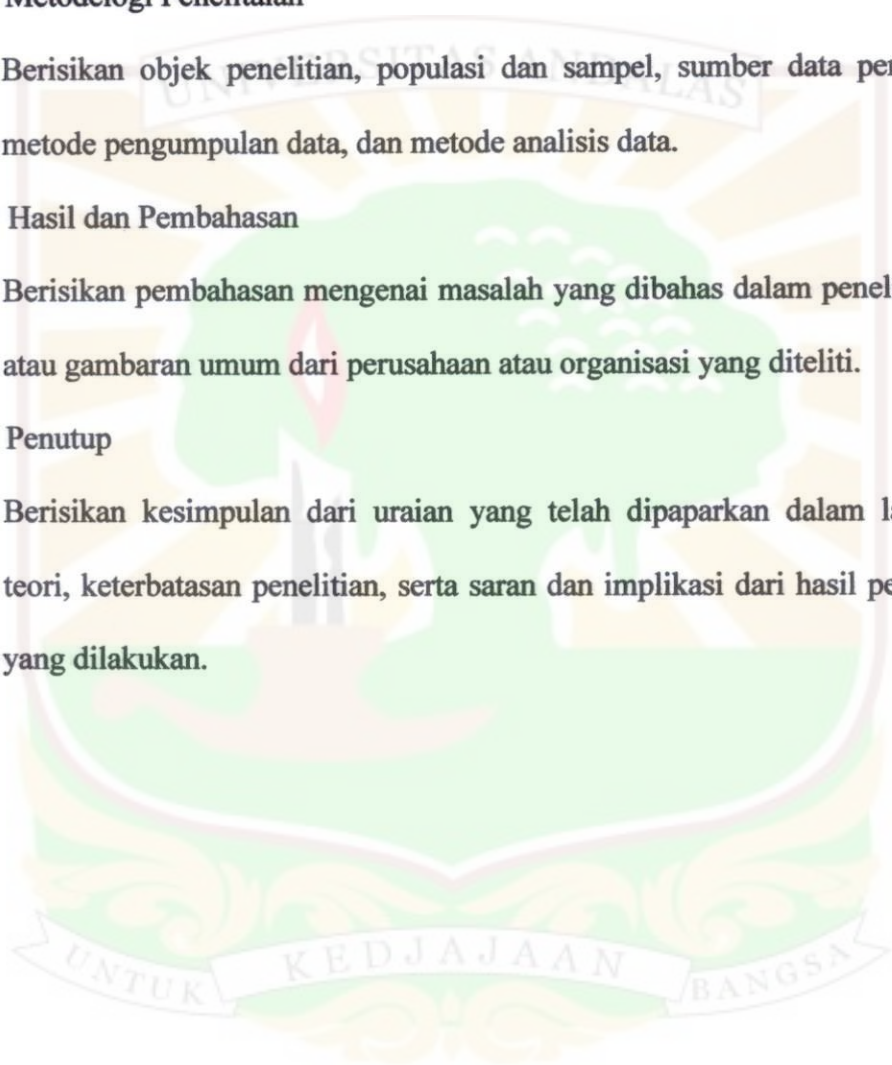 Berisikan objek penelitian, populasi dan sampel, sumber data
metode pengumpulan data, dan metode analisis data.
Hasil dan Pembahasan
Berisikan pembahasan mengenai masalah yang dibahas dalam
atau gambaran umum dari perusahaan atau organisasi yang diteliti.
Penutup
Berisikan kesimpulan dari uraian yang telah dipaparkan dalam
teori, keterbatasan penelitian, serta saran dan implikasi dari hasil
yang dilakukan.
UNIVERSITAS ANDALAS
UNTUK KEDJAJAAN BANGSA